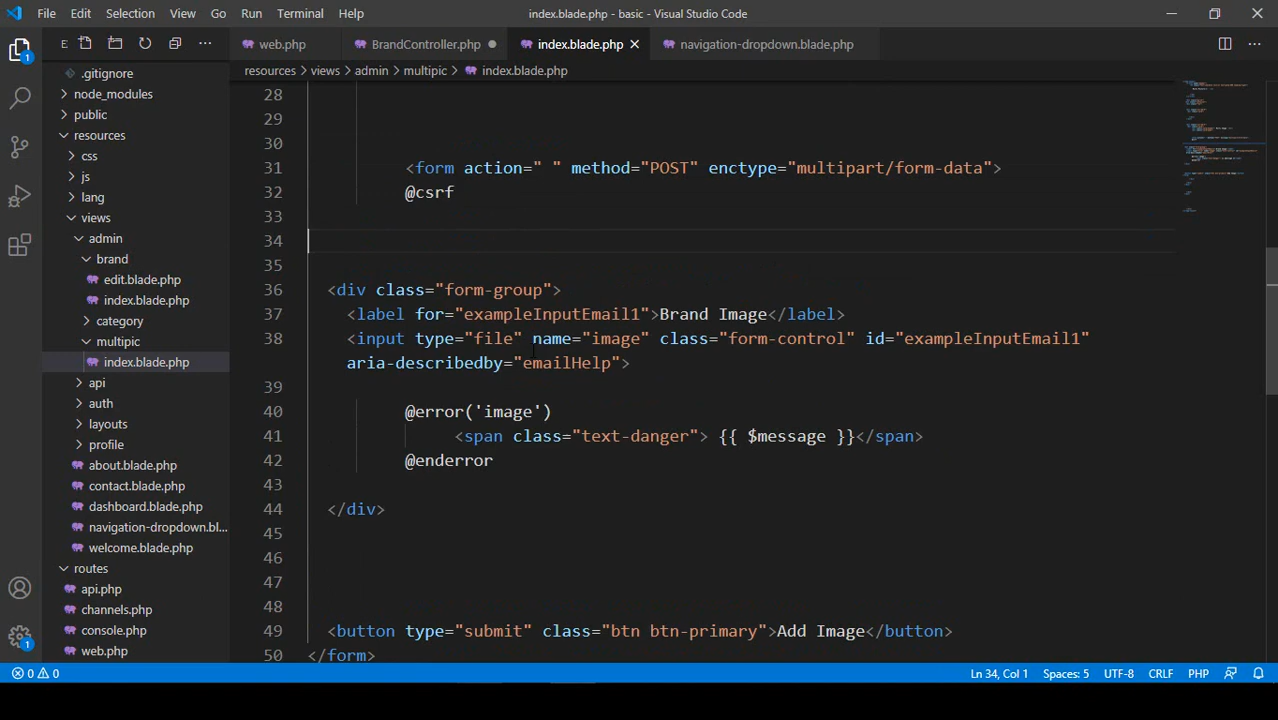 File Edit Selection View Go Run Terminal Help index.blade.php - basic - Visual Studio Code
E web.php BrandController.php index.blade.php navigation-dropdown.blade.php
resources > views > admin > multipic > index.blade.php
.gitignore
node_modules
public
resources
css
js
lang
views
admin
brand
edit.blade.php
index.blade.php
category
multipic
index.blade.php
api
auth
layouts
profile
about.blade.php
contact.blade.php
dashboard.blade.php
navigation-dropdown.bl...
welcome.blade.php
routes
api.php
channels.php
console.php
web.php
28
29
30
31 <form action=" " method="POST" enctype="multipart/form-data">
32 @csrf
33
34
35
36 <div class="form-group">
37 <label for="exampleInputEmail1">Brand Image</label>
38 <input type="file" name="image" class="form-control" id="exampleInputEmail1"
aria-describedby="emailHelp">
39
40 @error('image')
41 <span class="text-danger"> {{ $message }}</span>
42 @enderror
43
44 </div>
45
46
47
48
49 <button type="submit" class="btn btn-primary">Add Image</button>
50 </form>
1
1
0 0 Ln 34, Col 1 Spaces: 5 UTF-8 CRLF PHP